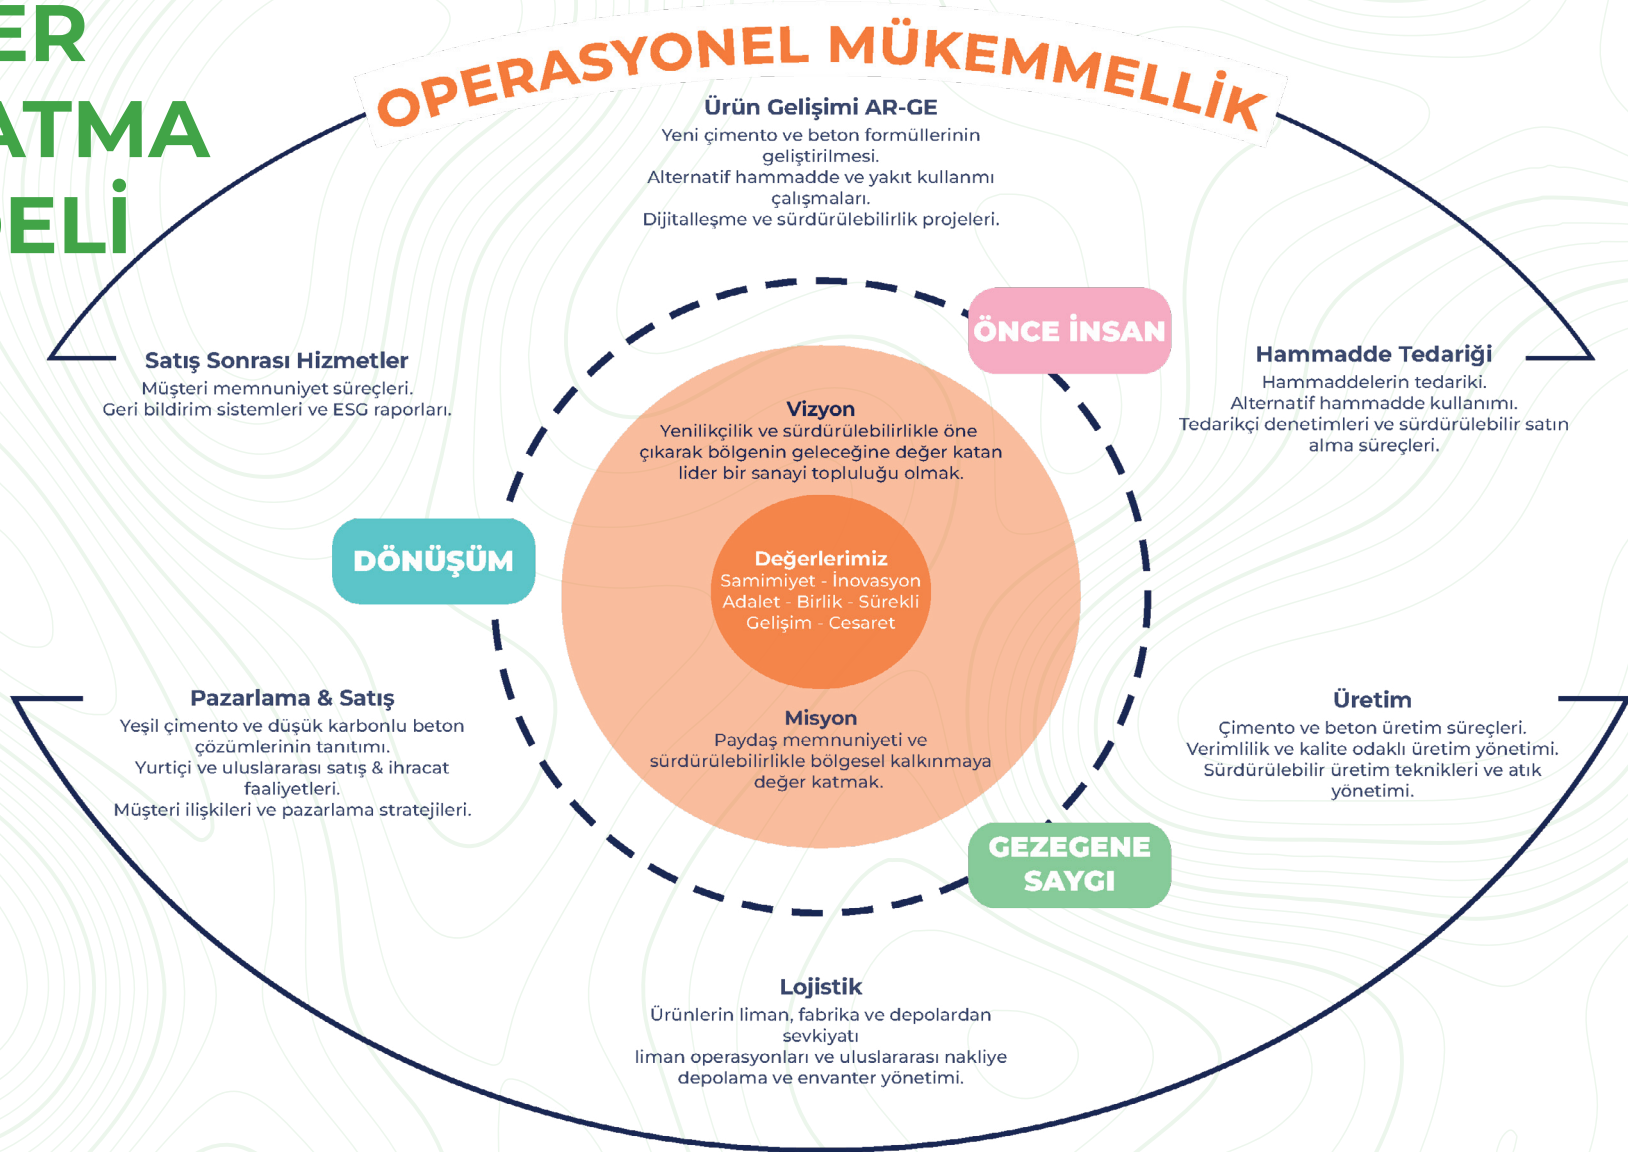 ER
ATMA
DELİ
OPERASYONEL MÜKEMMELLİK
Ürün Gelişimi AR-GE
Yeni çimento ve beton formüllerinin
geliştirilmesi.
Alternatif hammadde ve yakıt kullanmı
çalışmaları.
Dijitalleşme ve sürdürülebilirlik projeleri.
ÖNCE İNSAN
Hammadde Tedariği
Hammaddelerin tedariki.
Alternatif hammadde kullanımı.
Tedarikçi denetimleri ve sürdürülebilir satın
alma süreçleri.
Satış Sonrası Hizmetler
Müşteri memnuniyet süreçleri.
Geri bildirim sistemleri ve ESG raporları.
Vizyon
Yenilikçilik ve sürdürülebilirlikle öne
çıkarak bölgenin geleceğine değer katan
lider bir sanayi topluluğu olmak.
DÖNÜŞÜM
Değerlerimiz
Samimiyet - İnovasyon
Adalet - Birlik - Sürekli
Gelişim - Cesaret
Misyon
Paydaş memnuniyeti ve
sürdürülebilirlikle bölgesel kalkınmaya
değer katmak.
Pazarlama & Satış
Yeşil çimento ve düşük karbonlu beton
çözümlerinin tanıtımı.
Yurtiçi ve uluslararası satış & ihracat
faaliyetleri.
Müşteri ilişkileri ve pazarlama stratejileri.
Üretim
Çimento ve beton üretim süreçleri.
Verimlilik ve kalite odaklı üretim yönetimi.
Sürdürülebilir üretim teknikleri ve atık
yönetimi.
GEZEGENE
SAYGI
Lojistik
Ürünlerin liman, fabrika ve depolardan
sevkiyatı
liman operasyonları ve uluslararası nakliye
depolama ve envanter yönetimi.